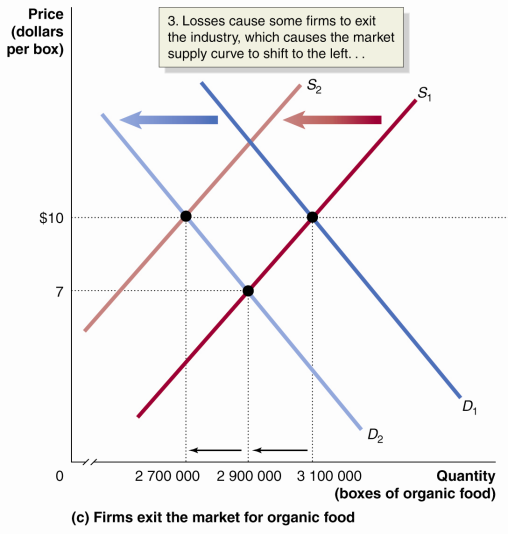 Price
(dollars
per box)
3. Losses cause some firms to exit
the industry, which causes the market
supply curve to shift to the left. . .
S2
S1
$10
7
D1
D2
0
2 700 000
2 900 000
3 100 000
Quantity
(boxes of organic food)
(c) Firms exit the market for organic food